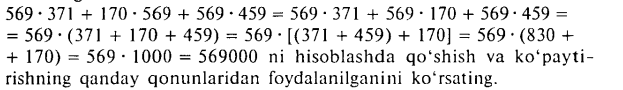 569 · 371 + 170 · 569 + 569 · 459 = 569 · 371 + 569 · 170 + 569 · 459 =
= 569 · (371 + 170 + 459) = 569 · [(371 + 459) + 170] = 569 · (830 +
+ 170) = 569 · 1000 = 569000 ni hisoblashda qo‘shish va ko‘payti-
rishning qanday qonunlaridan foydalanilganini ko‘rsating.